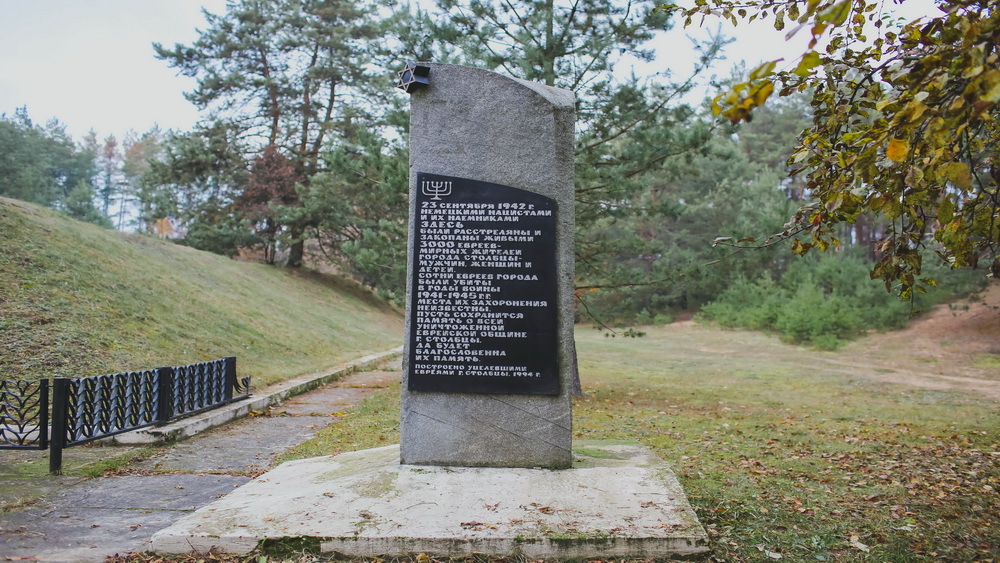 23 СЕНТЯБРЯ 1942 Г.
НЕМЕЦКИМИ НАЦИСТАМИ
И ИХ НАЕМНИКАМИ
ЗДЕСЬ
БЫЛИ РАССТРЕЛЯНЫ И
ЗАКОПАНЫ ЖИВЫМИ
3000 ЕВРЕЕВ-
МИРНЫХ ЖИТЕЛЕЙ
ГОРОДА СТОЛБЦЫ-
МУЖЧИН, ЖЕНЩИН И
ДЕТЕЙ.
СОТНИ ЕВРЕЕВ ГОРОДА
БЫЛИ УБИТЫ
В ГОДЫ ВОЙНЫ
1941-1945 Г.Г.
МЕСТА ИХ ЗАХОРОНЕНИЯ
НЕИЗВЕСТНЫ.
ПУСТЬ СОХРАНИТСЯ
ПАМЯТЬ О ВСЕЙ
УНИЧТОЖЕННОЙ
ЕВРЕЙСКОЙ ОБЩИНЕ
Г. СТОЛБЦЫ.
ДА БУДЕТ
БЛАГОСЛОВЕННА
ИХ ПАМЯТЬ.
ПОСТРОЕНО УЦЕЛЕВШИМИ
ЕВРЕЯМИ Г. СТОЛБЦЫ. 1994 Г.